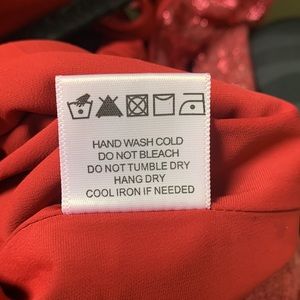 HAND WASH COLD
DO NOT BLEACH
DO NOT TUMBLE DRY
HANG DRY
COOL IRON IF NEEDED